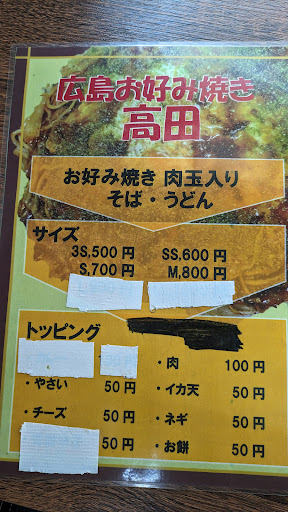 広島お好み焼き
高田
お好み焼き 肉玉入り
そば・うどん
サイズ
3S,500円 SS,600円
S,700円 M,800円
トッピング
・肉 100円
・やさい 50円 ・イカ天 50円
・チーズ 50円 ・ネギ 50円
50円 ・お餅 50円